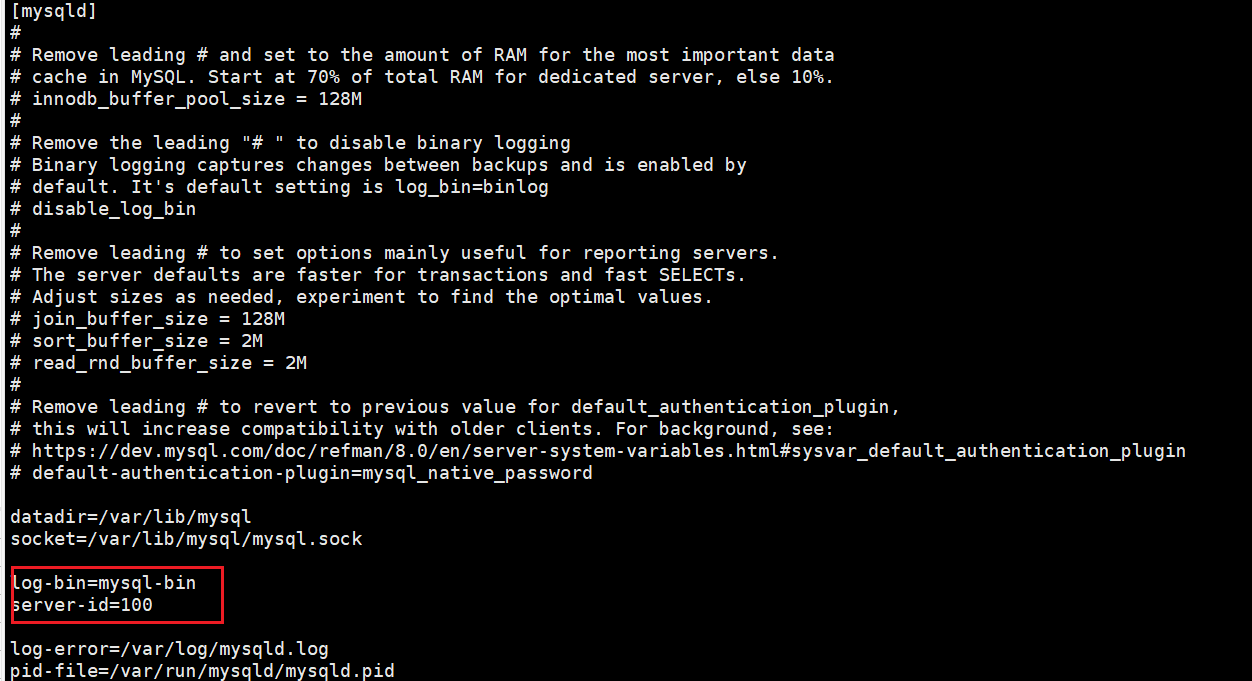 [mysqld]
#
# Remove leading # and set to the amount of RAM for the most important data
# cache in MySQL. Start at 70% of total RAM for dedicated server, else 10%.
# innodb_buffer_pool_size = 128M
#
# Remove the leading "# " to disable binary logging
# Binary logging captures changes between backups and is enabled by
# default. It's default setting is log_bin=binlog
# disable_log_bin
#
# Remove leading # to set options mainly useful for reporting servers.
# The server defaults are faster for transactions and fast SELECTs.
# Adjust sizes as needed, experiment to find the optimal values.
# join_buffer_size = 128M
# sort_buffer_size = 2M
# read_rnd_buffer_size = 2M
#
# Remove leading # to revert to previous value for default_authentication_plugin,
# this will increase compatibility with older clients. For background, see:
# https://dev.mysql.com/doc/refman/8.0/en/server-system-variables.html#sysvar_default_authentication_plugin
# default-authentication-plugin=mysql_native_password
datadir=/var/lib/mysql
socket=/var/lib/mysql/mysql.sock
log-bin=mysql-bin
server-id=100
log-error=/var/log/mysqld.log
pid-file=/var/run/mysqld/mysqld.pid